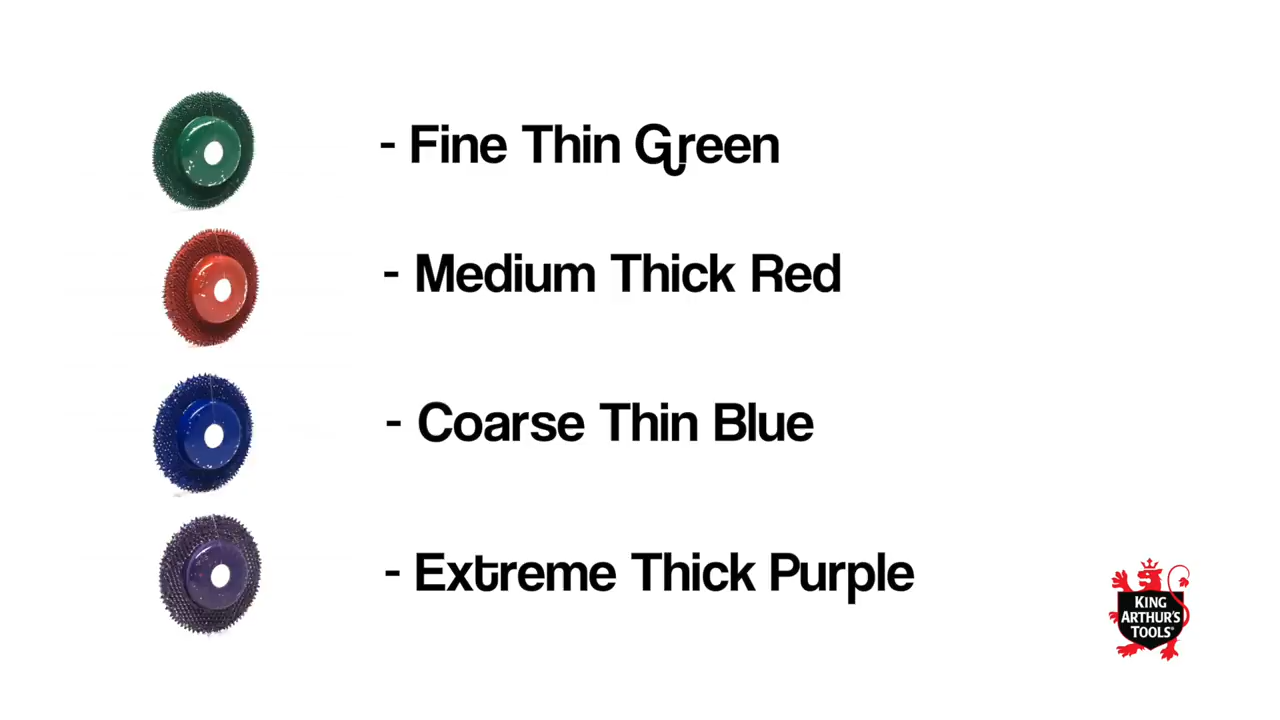 - Fine Thin Green
- Medium Thick Red
- Coarse Thin Blue
- Extreme Thick Purple
KING
ARTHUR'S
TOOLS®